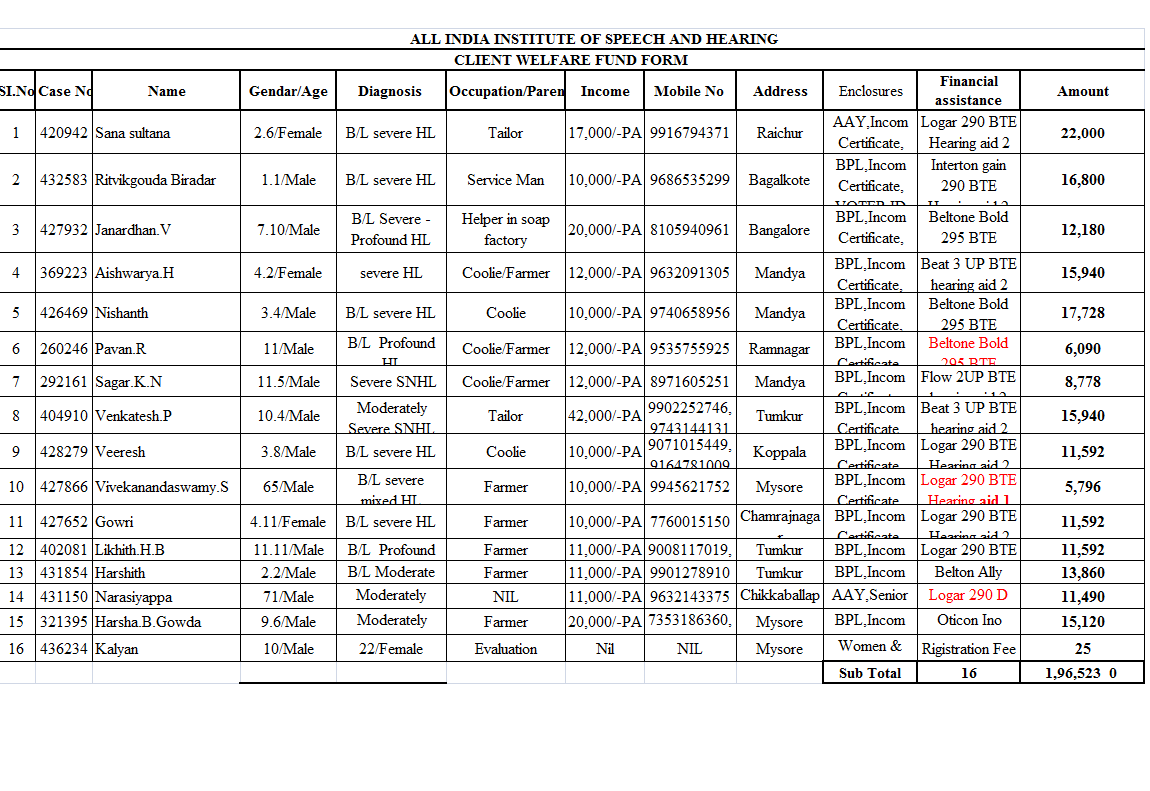 ALL INDIA INSTITUTE OF SPEECH AND HEARING
CLIENT WELFARE FUND FORM
SI.No Case No Name Gendar/Age Diagnosis Occupation/Paren Income Mobile No Address Enclosures Financial assistance Amount
1 420942 Sana sultana 2.6/Female B/L severe HL Tailor 17,000/-PA 9916794371 Raichur AAY,Incom Certificate, Logar 290 BTE Hearing aid 2 22,000
2 432583 Ritvikgouda Biradar 1.1/Male B/L severe HL Service Man 10,000/-PA 9686535299 Bagalkote BPL,Incom Certificate, VOTER ID Interton gain 290 BTE Hearing aid 2 16,800
3 427932 Janardhan.V 7.10/Male B/L Severe - Profound HL Helper in soap factory 20,000/-PA 8105940961 Bangalore BPL,Incom Certificate, Beltone Bold 295 BTE 12,180
4 369223 Aishwarya.H 4.2/Female severe HL Coolie/Farmer 12,000/-PA 9632091305 Mandya BPL,Incom Certificate, Beat 3 UP BTE hearing aid 2 15,940
5 426469 Nishanth 3.4/Male B/L severe HL Coolie 10,000/-PA 9740658956 Mandya BPL,Incom Certificate, Beltone Bold 295 BTE 17,728
6 260246 Pavan.R 11/Male B/L Profound HL Coolie/Farmer 12,000/-PA 9535755925 Ramnagar BPL,Incom Certificate Beltone Bold 295 BTE 6,090
7 292161 Sagar.K.N 11.5/Male Severe SNHL Coolie/Farmer 12,000/-PA 8971605251 Mandya BPL,Incom Flow 2UP BTE 8,778
8 404910 Venkatesh.P 10.4/Male Moderately Severe SNHL Tailor 42,000/-PA 9902252746, 9743144131 Tumkur BPL,Incom Certificate Beat 3 UP BTE hearing aid 2 15,940
9 428279 Veeresh 3.8/Male B/L severe HL Coolie 10,000/-PA 9071015449, 9164781009 Koppala BPL,Incom Certificate Logar 290 BTE Hearing aid 2 11,592
10 427866 Vivekanandaswamy.S 65/Male B/L severe mixed HL Farmer 10,000/-PA 9945621752 Mysore BPL,Incom Certificate Logar 290 BTE Hearing aid 1 5,796
11 427652 Gowri 4.11/Female B/L severe HL Farmer 10,000/-PA 7760015150 Chamrajnaga r BPL,Incom Certificate Logar 290 BTE Hearing aid 2 11,592
12 402081 Likhith.H.B 11.11/Male B/L Profound Farmer 11,000/-PA 9008117019, Tumkur BPL,Incom Logar 290 BTE 11,592
13 431854 Harshith 2.2/Male B/L Moderate Farmer 11,000/-PA 9901278910 Tumkur BPL,Incom Belton Ally 13,860
14 431150 Narasiyappa 71/Male Moderately NIL 11,000/-PA 9632143375 Chikkaballap AAY,Senior Logar 290 D 11,490
15 321395 Harsha.B.Gowda 9.6/Male Moderately Farmer 20,000/-PA 7353186360, Mysore BPL,Incom Oticon Ino 15,120
16 436234 Kalyan 10/Male 22/Female Evaluation Nil NIL Mysore Women & Rigistration Fee 25
Sub Total 16 1,96,523 0